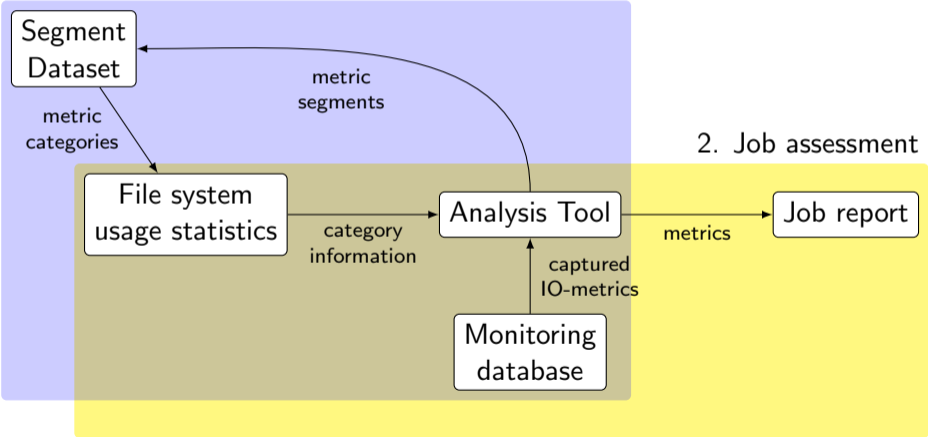 Segment
Dataset
metric
segments
metric
categories
2. Job assessment
File system
usage statistics
category
information
Analysis Tool
metrics
Job report
captured
IO-metrics
Monitoring
database